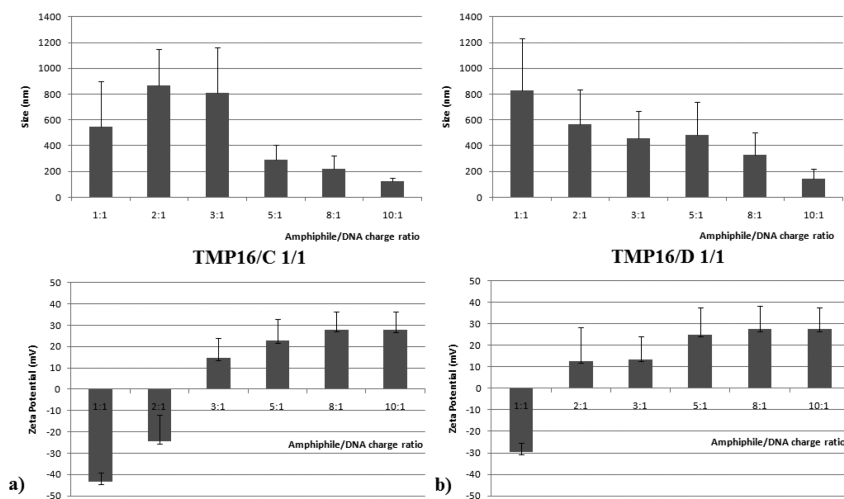 1400
1200
1000
800
600
400
200
0
Size (nm)
1:1 2:1 3:1 5:1 8:1 10:1
Amphiphile/DNA charge ratio
TMP16/C 1/1
1400
1200
1000
800
600
400
200
0
Size (nm)
1:1 2:1 3:1 5:1 8:1 10:1
Amphiphile/DNA charge ratio
TMP16/D 1/1
50
40
30
20
10
0
-10
-20
-30
-40
-50
Zeta Potential (mV)
1:1 2:1 3:1 5:1 8:1 10:1
Amphiphile/DNA charge ratio
a)
50
40
30
20
10
0
-10
-20
-30
-40
-50
Zeta Potential (mV)
1:1 2:1 3:1 5:1 8:1 10:1
Amphiphile/DNA charge ratio
b)